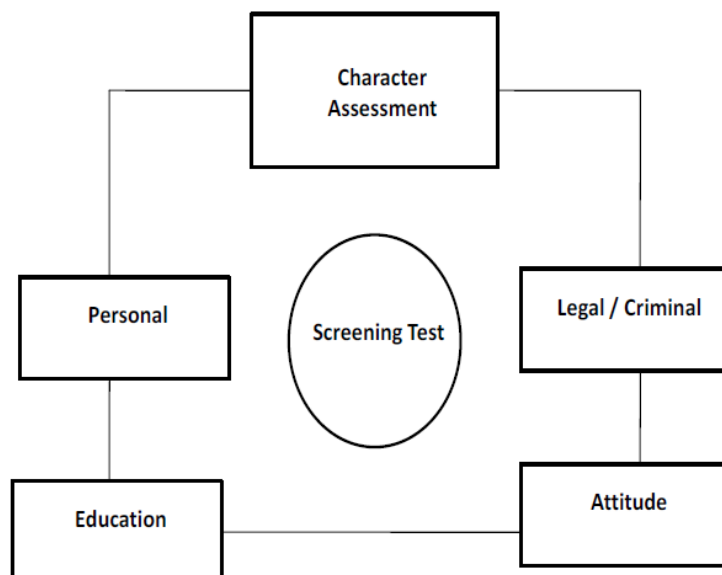 Character
Assessment
Personal
Legal / Criminal
Screening Test
Education
Attitude